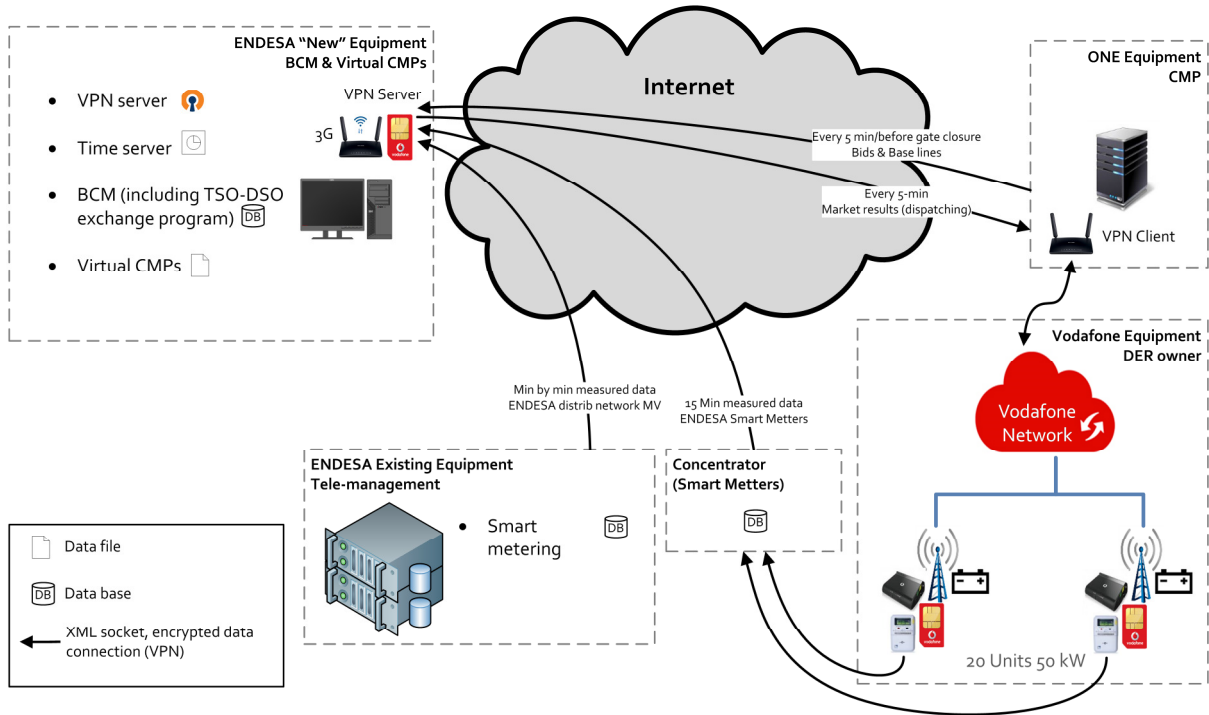 ENDESA “New” Equipment
BCM & Virtual CMPs
VPN server
Time server
BCM (including TSO-DSO
exchange program)
DB
Virtual CMPs
VPN Server
3G
vodafone
Internet
Every 5 min/before gate closure
Bids & Base lines
Every 5-min
Market results (dispatching)
ONE Equipment
CMP
VPN Client
Vodafone Equipment
DER owner
Vodafone
Network
20 Units 50 kW
vodafone
vodafone
Min by min measured data
ENDESA distrib network MV
15 Min measured data
ENDESA Smart Metters
ENDESA Existing Equipment
Tele-management
Smart
metering
DB
Concentrator
(Smart Metters)
DB
Data file
DB
Data base
XML socket, encrypted data
connection (VPN)